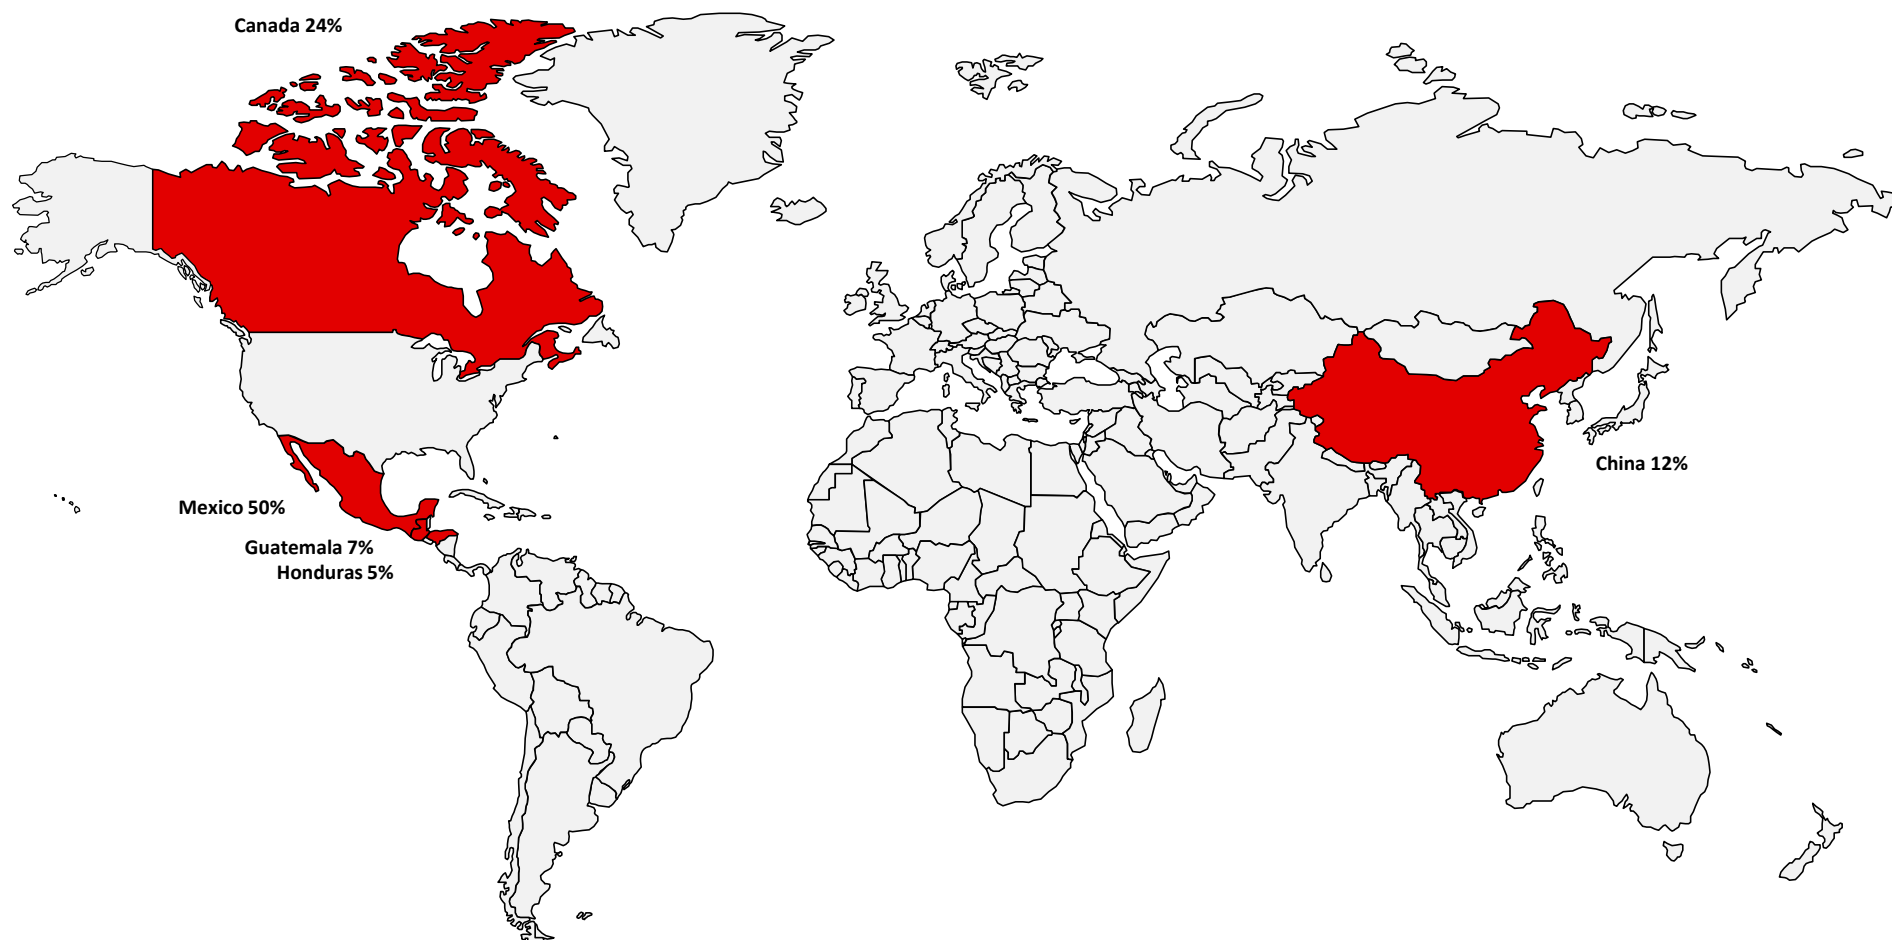 Canada 24%
China 12%
Mexico 50%
Guatemala 7%
Honduras 5%